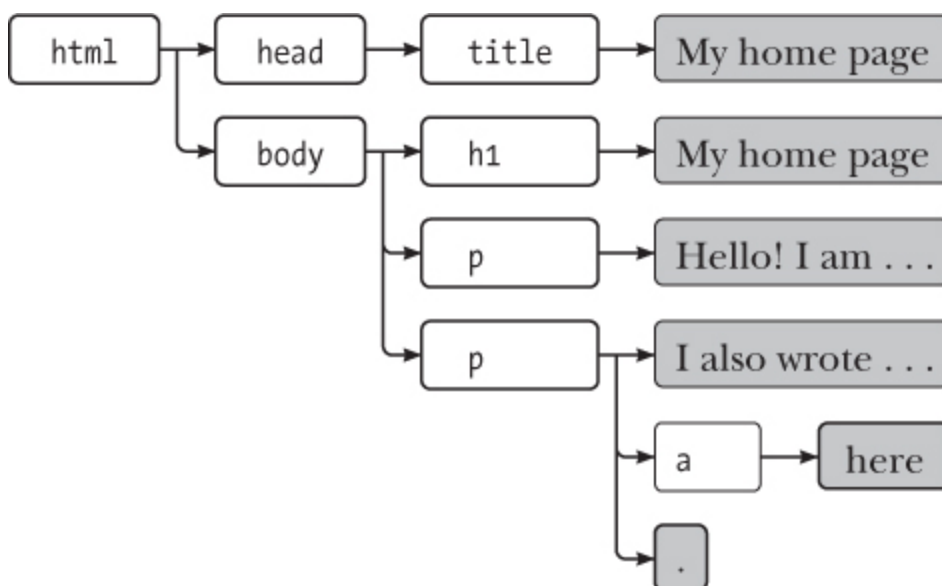 html head title My home page
body h1 My home page
p Hello! I am . . .
p I also wrote . . .
a here
.